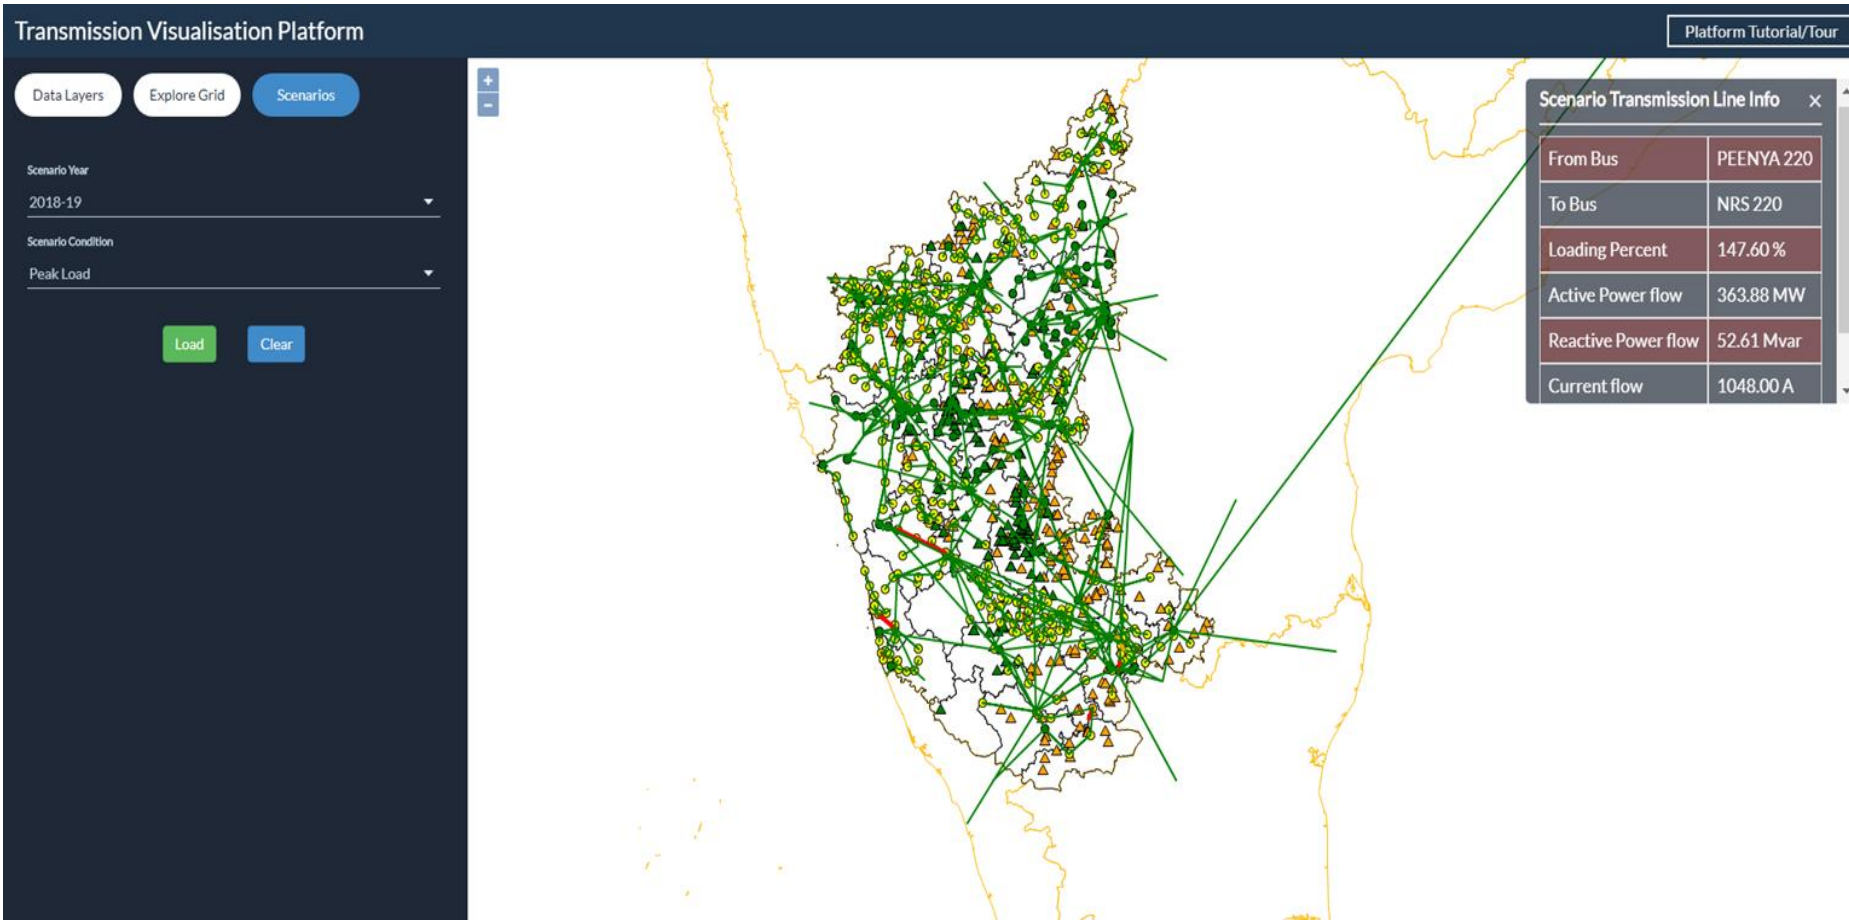 Transmission Visualisation Platform
Platform Tutorial/Tour
Data Layers
Explore Grid
Scenarios
Scenario Year
2018-19
Scenario Condition
Peak Load
Load
Clear
+
-
Scenario Transmission Line Info ×
From Bus PEENYA 220
To Bus NRS 220
Loading Percent 147.60 %
Active Power flow 363.88 MW
Reactive Power flow 52.61 Mvar
Current flow 1048.00 A